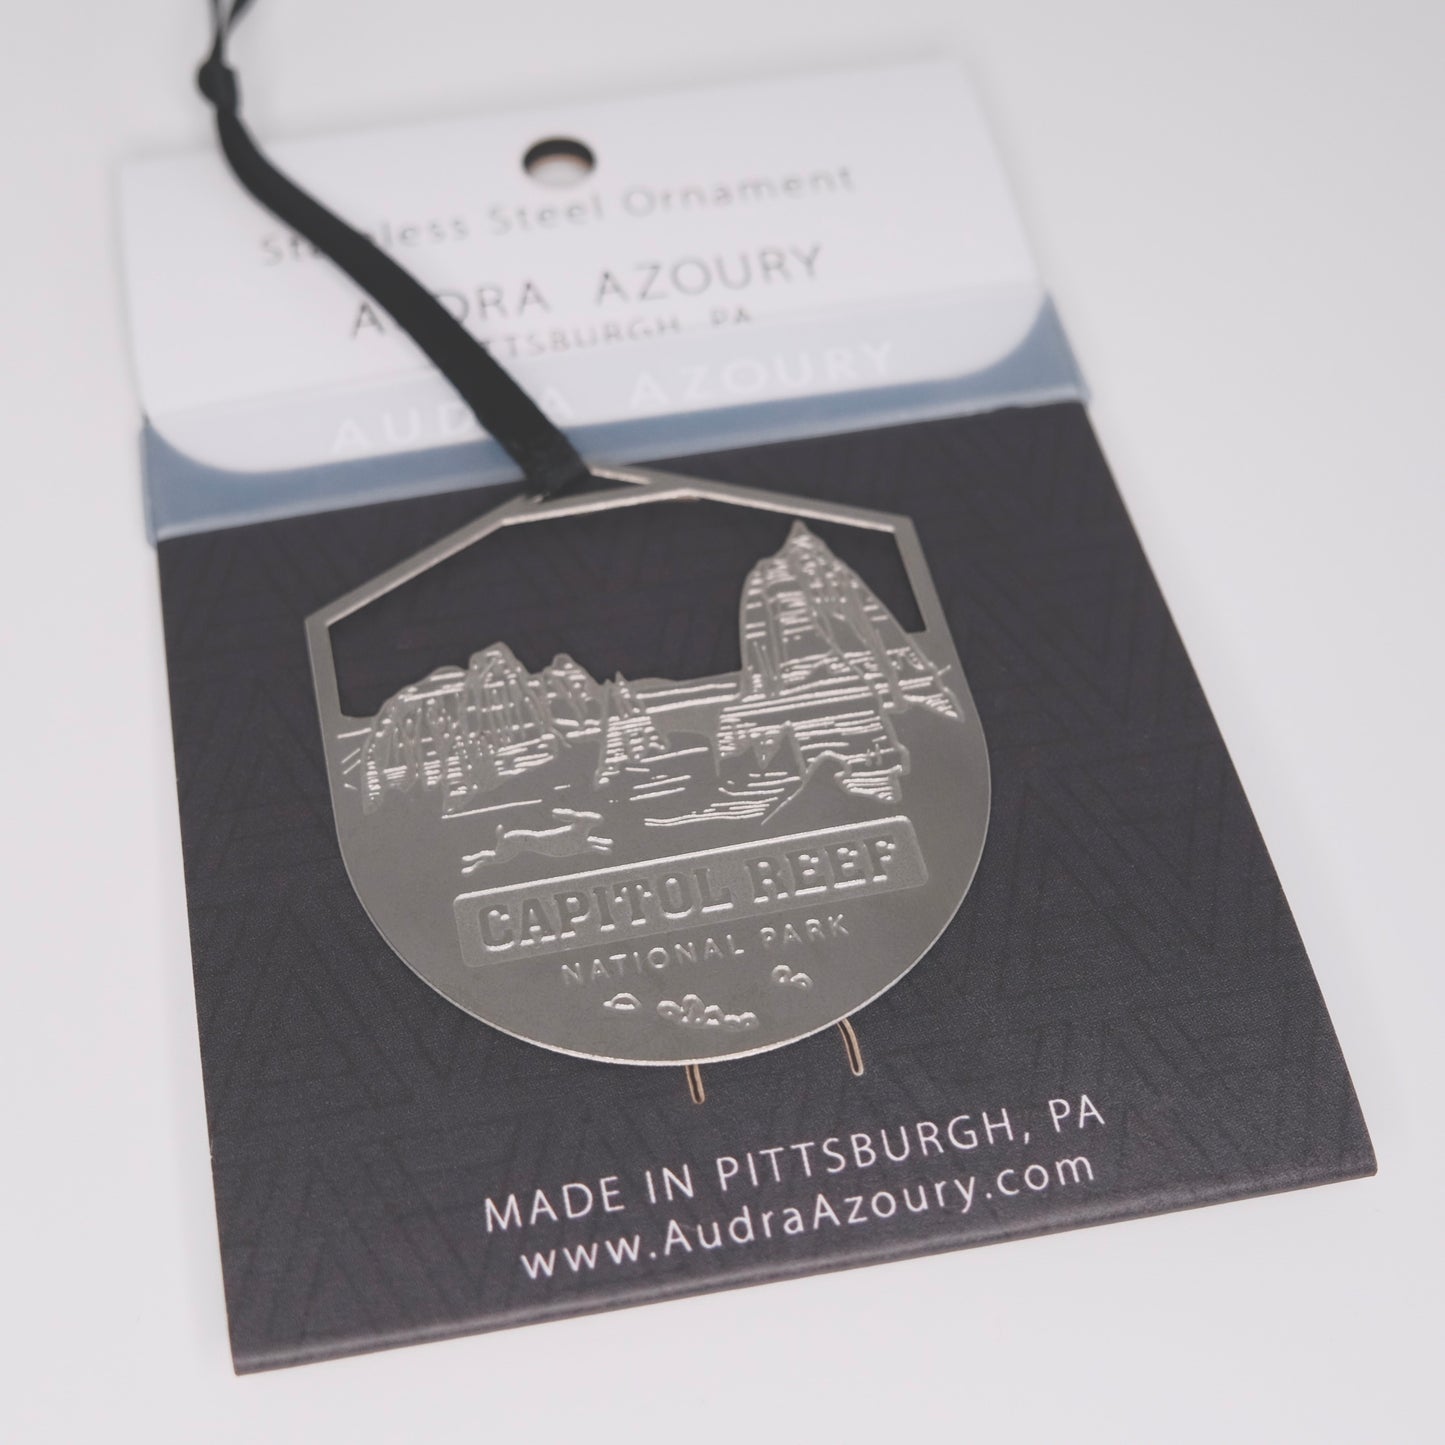 Stainless Steel Ornament
AUDRA AZOURY
PITTSBURGH, PA
AUDRA AZOURY
CAPITOL REEF
NATIONAL PARK
MADE IN PITTSBURGH, PA
www.AudraAzoury.com